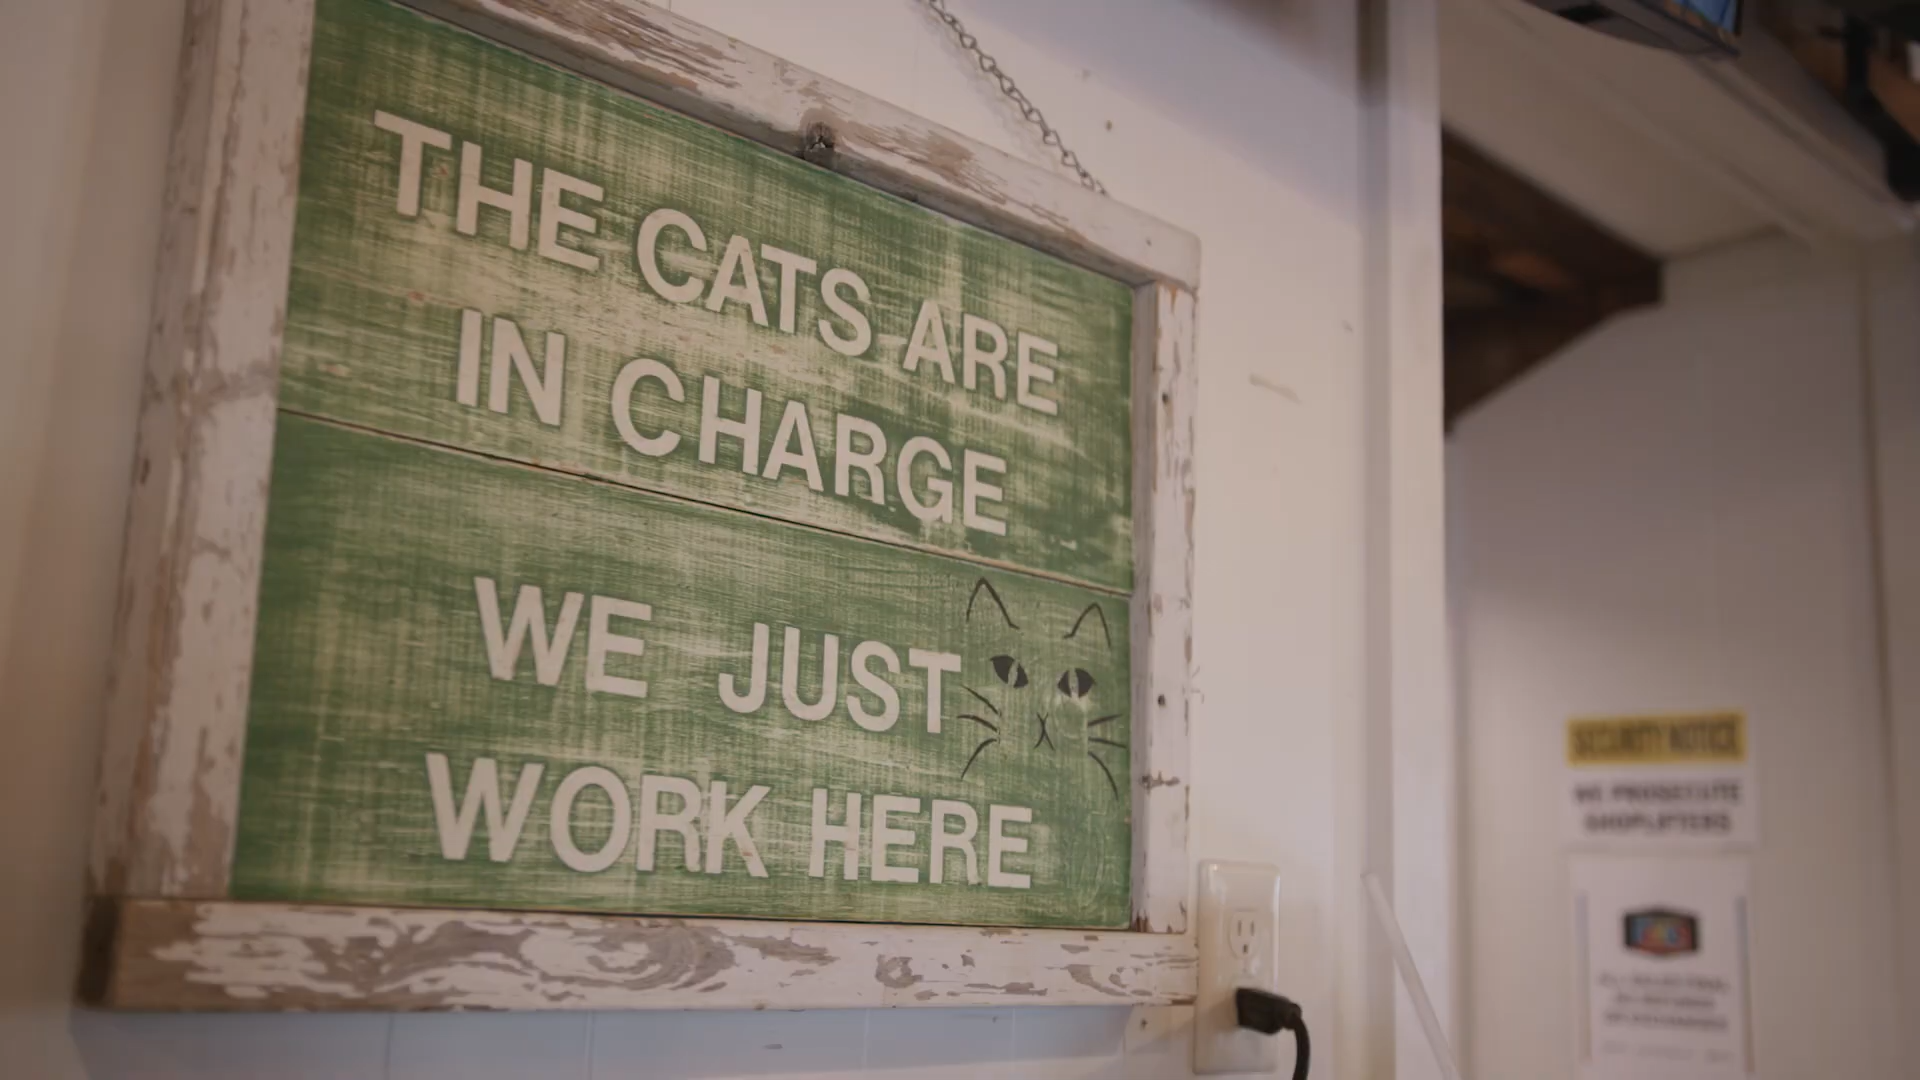 THE CATS ARE
IN CHARGE
WE JUST
WORK HERE
SECURITY NOTICE
WE PROSECUTE
SHOPLIFTERS